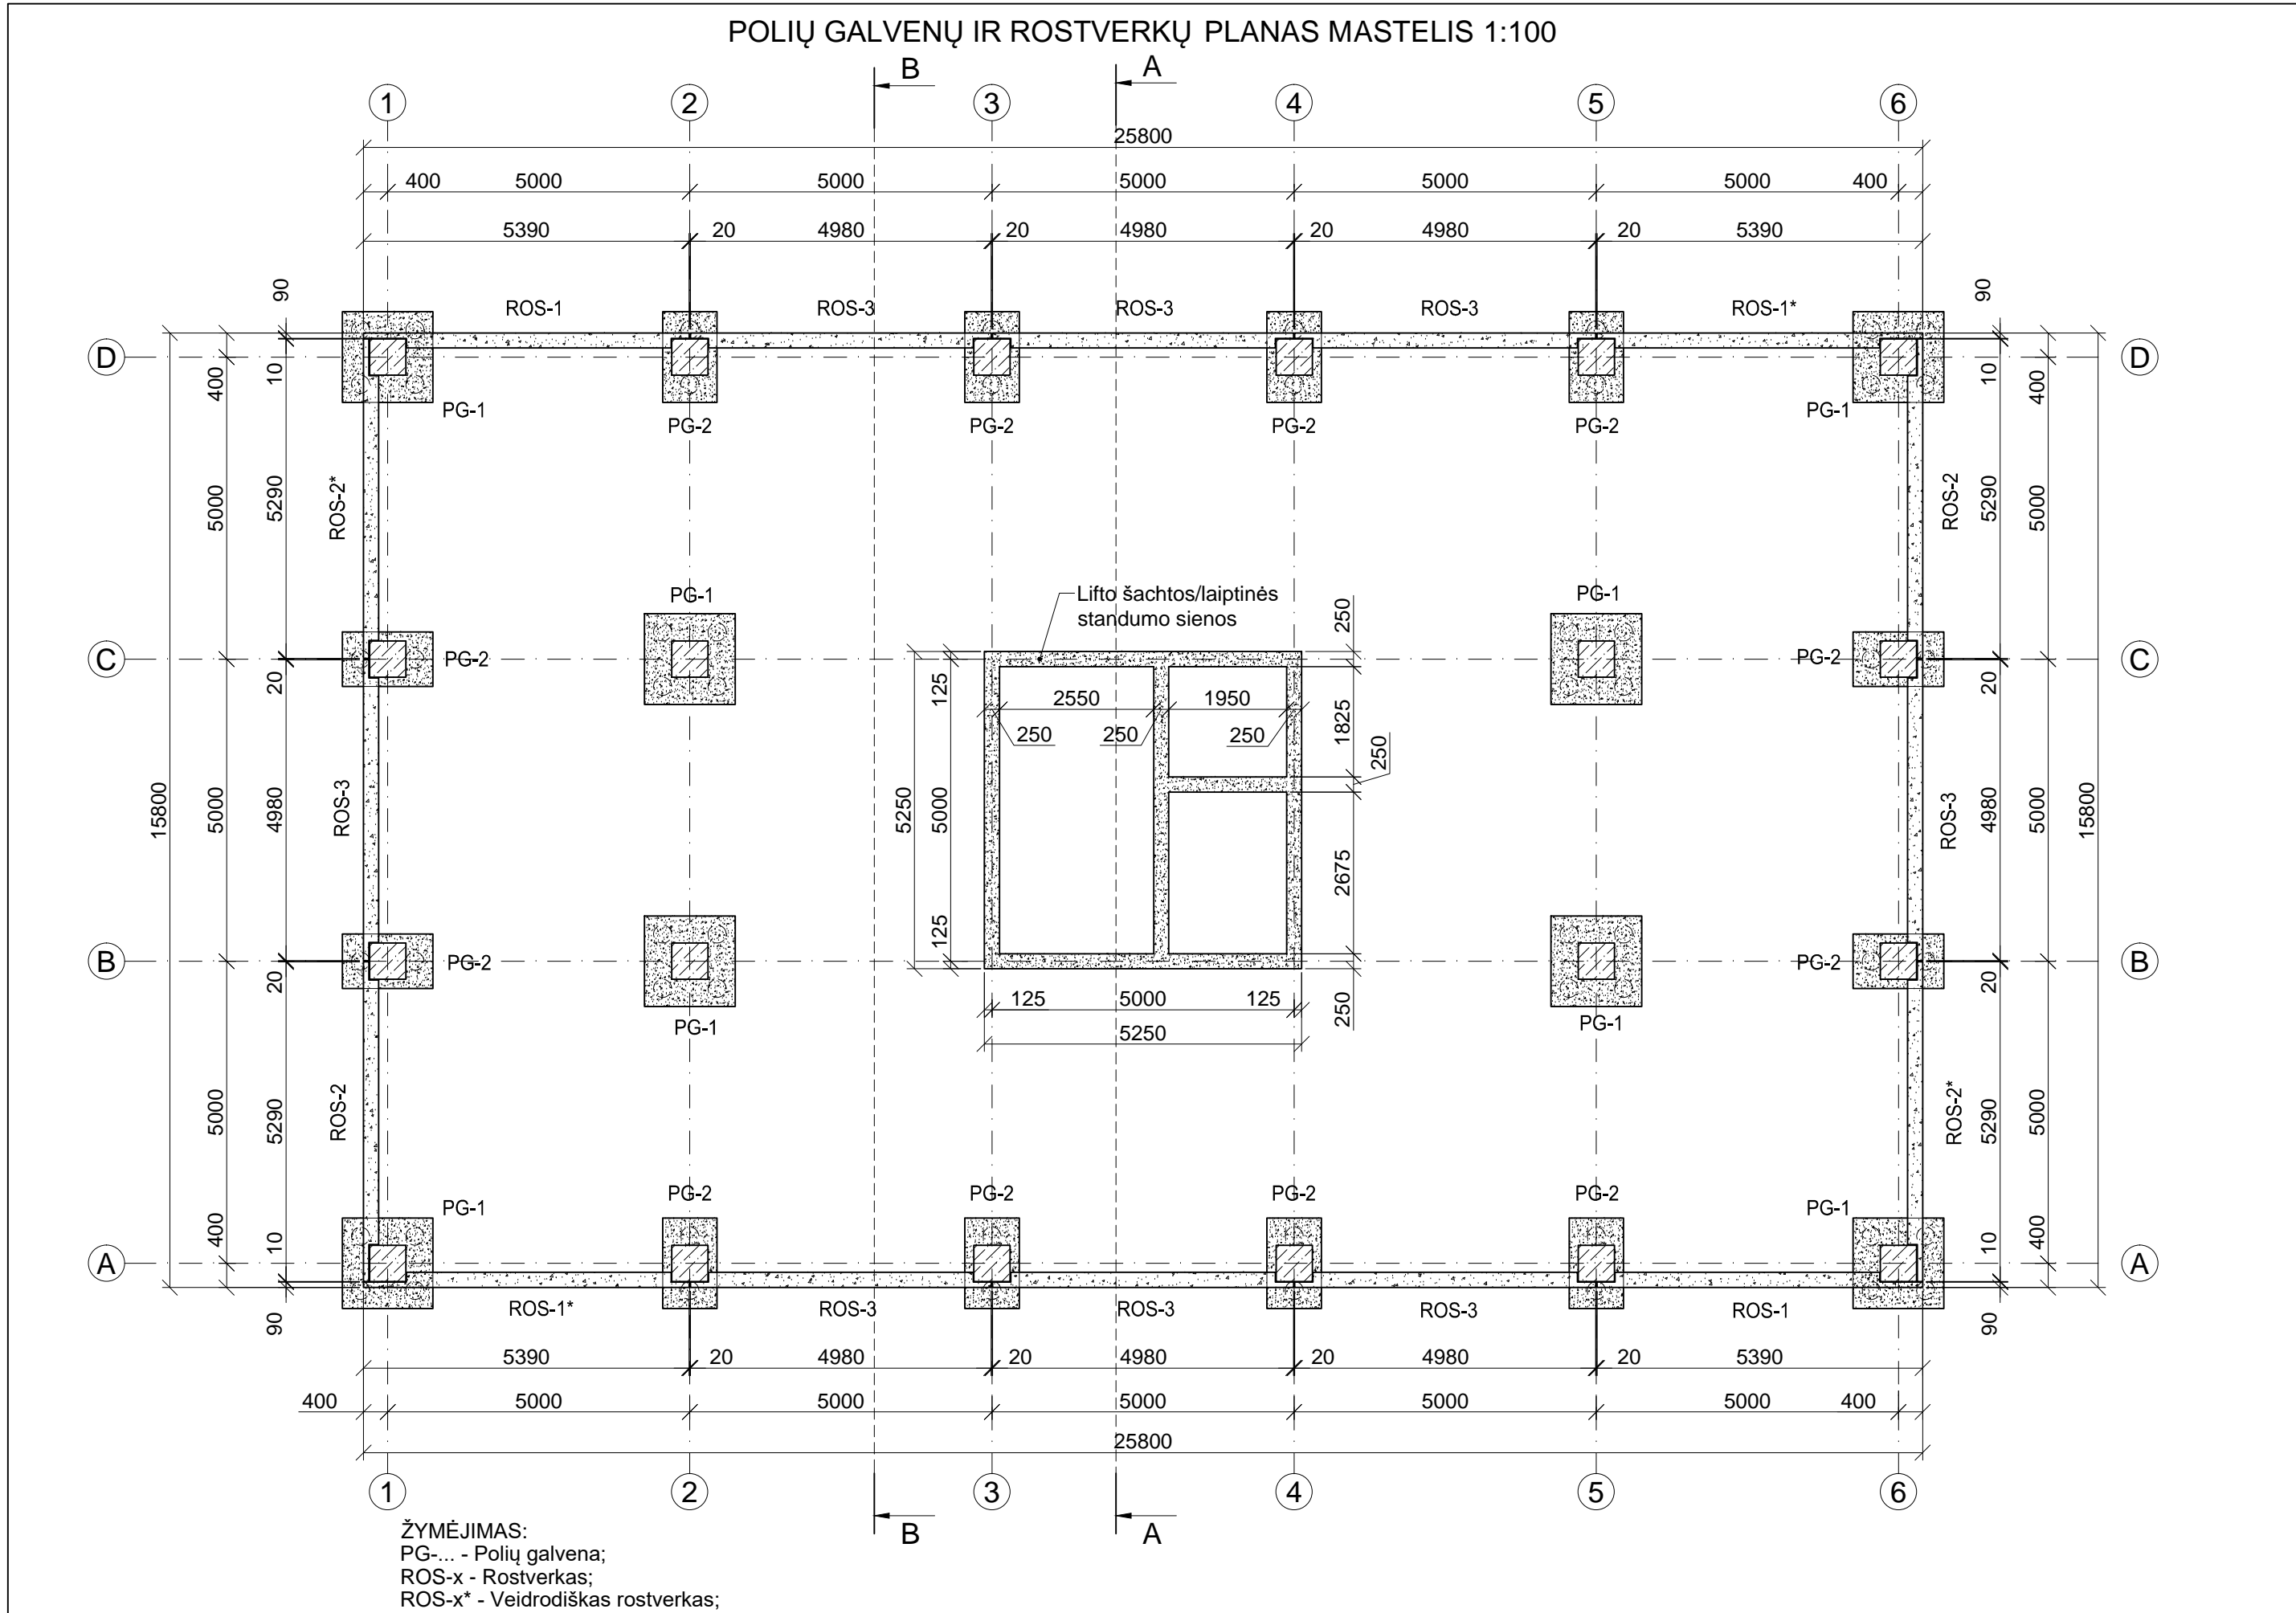 POLIŲ GALVENŲ IR ROSTVERKŲ PLANAS MASTELIS 1:100
B A
1 2 3 4 5 6
25800
400 5000 5000 5000 5000 5000 400
5390 20 4980 20 4980 20 4980 20 5390
90 90
ROS-1 ROS-3 ROS-3 ROS-3 ROS-1*
D D
10 400 10 400
PG-1 PG-2 PG-2 PG-2 PG-2 PG-1
5000 5290 ROS-2* ROS-2 5290 5000
PG-1 PG-1
Lifto šachtos/laiptinės
standumo sienos
250
C PG-2 PG-2 C
20 20
125 2550 1950 1825
250 250 250 250
15800 5000 4980 ROS-3 5250 5000 ROS-3 4980 5000 15800
2675
125
B PG-2 PG-2 B
20 20
125 5000 125 250
PG-1 PG-1
5250
5000 5290 ROS-2 ROS-2* 5290 5000
PG-1 PG-2 PG-2 PG-2 PG-2 PG-1
400 10 10 400
A A
90 90
ROS-1* ROS-3 ROS-3 ROS-3 ROS-1
5390 20 4980 20 4980 20 4980 20 5390
400 5000 5000 5000 5000 5000 400
25800
1 2 3 4 5 6
B A
ŽYMĖJIMAS:
PG-... - Polių galvena;
ROS-x - Rostverkas;
ROS-x* - Veidrodiškas rostverkas;